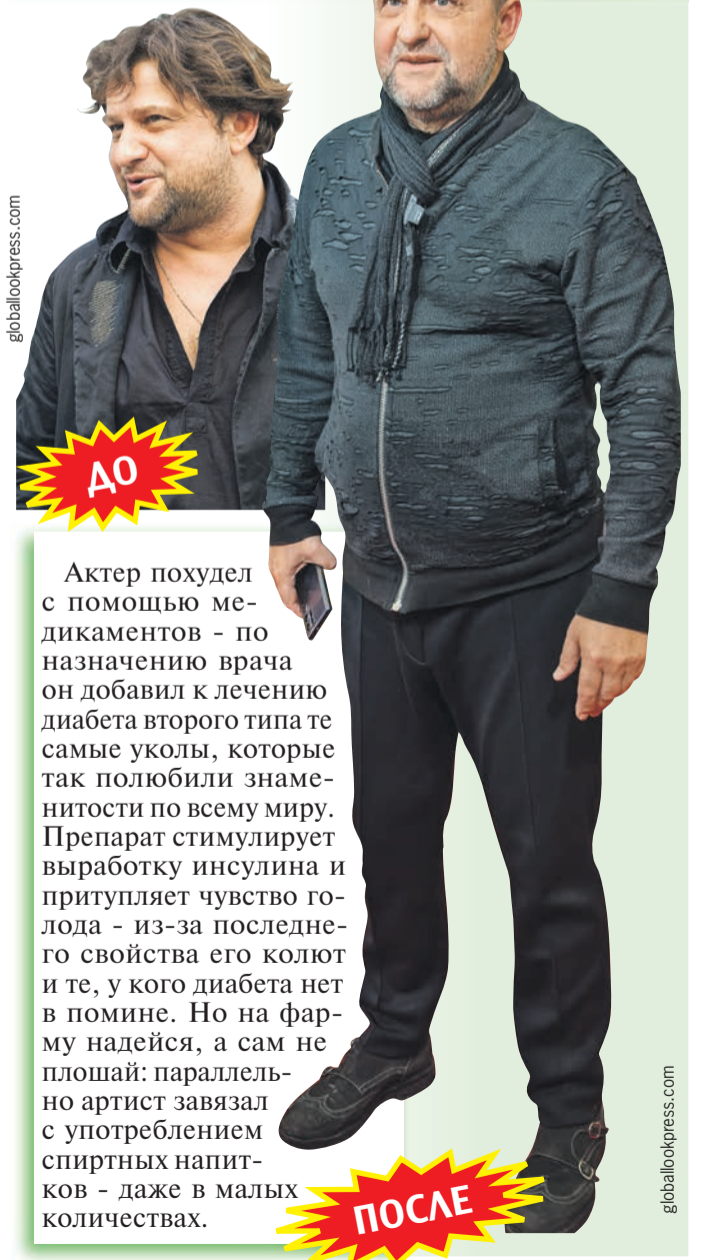 globallookpress.com
ДО
Актер похудел
с помощью ме-
дикаментов - по
назначению врача
он добавил к лечению
диабета второго типа те
самые уколы, которые
так полюбили знаме-
нитости по всему миру.
Препарат стимулирует
выработку инсулина и
притупляет чувство го-
лода - из-за последне-
го свойства его колют
и те, у кого диабета нет
в помине. Но на фар-
му надейся, а сам не
плошай: параллель-
но артист завязал
с употреблением
спиртных напит-
ков - даже в малых
количествах.
ПОСЛЕ
globallookpress.com